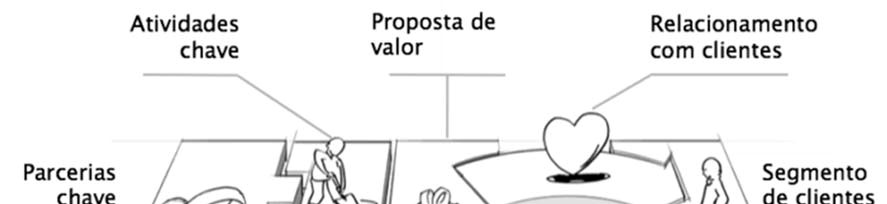 Atividades
chave
Proposta de
valor
Relacionamento
com clientes
Parcerias
chave
Segmento
de clientes